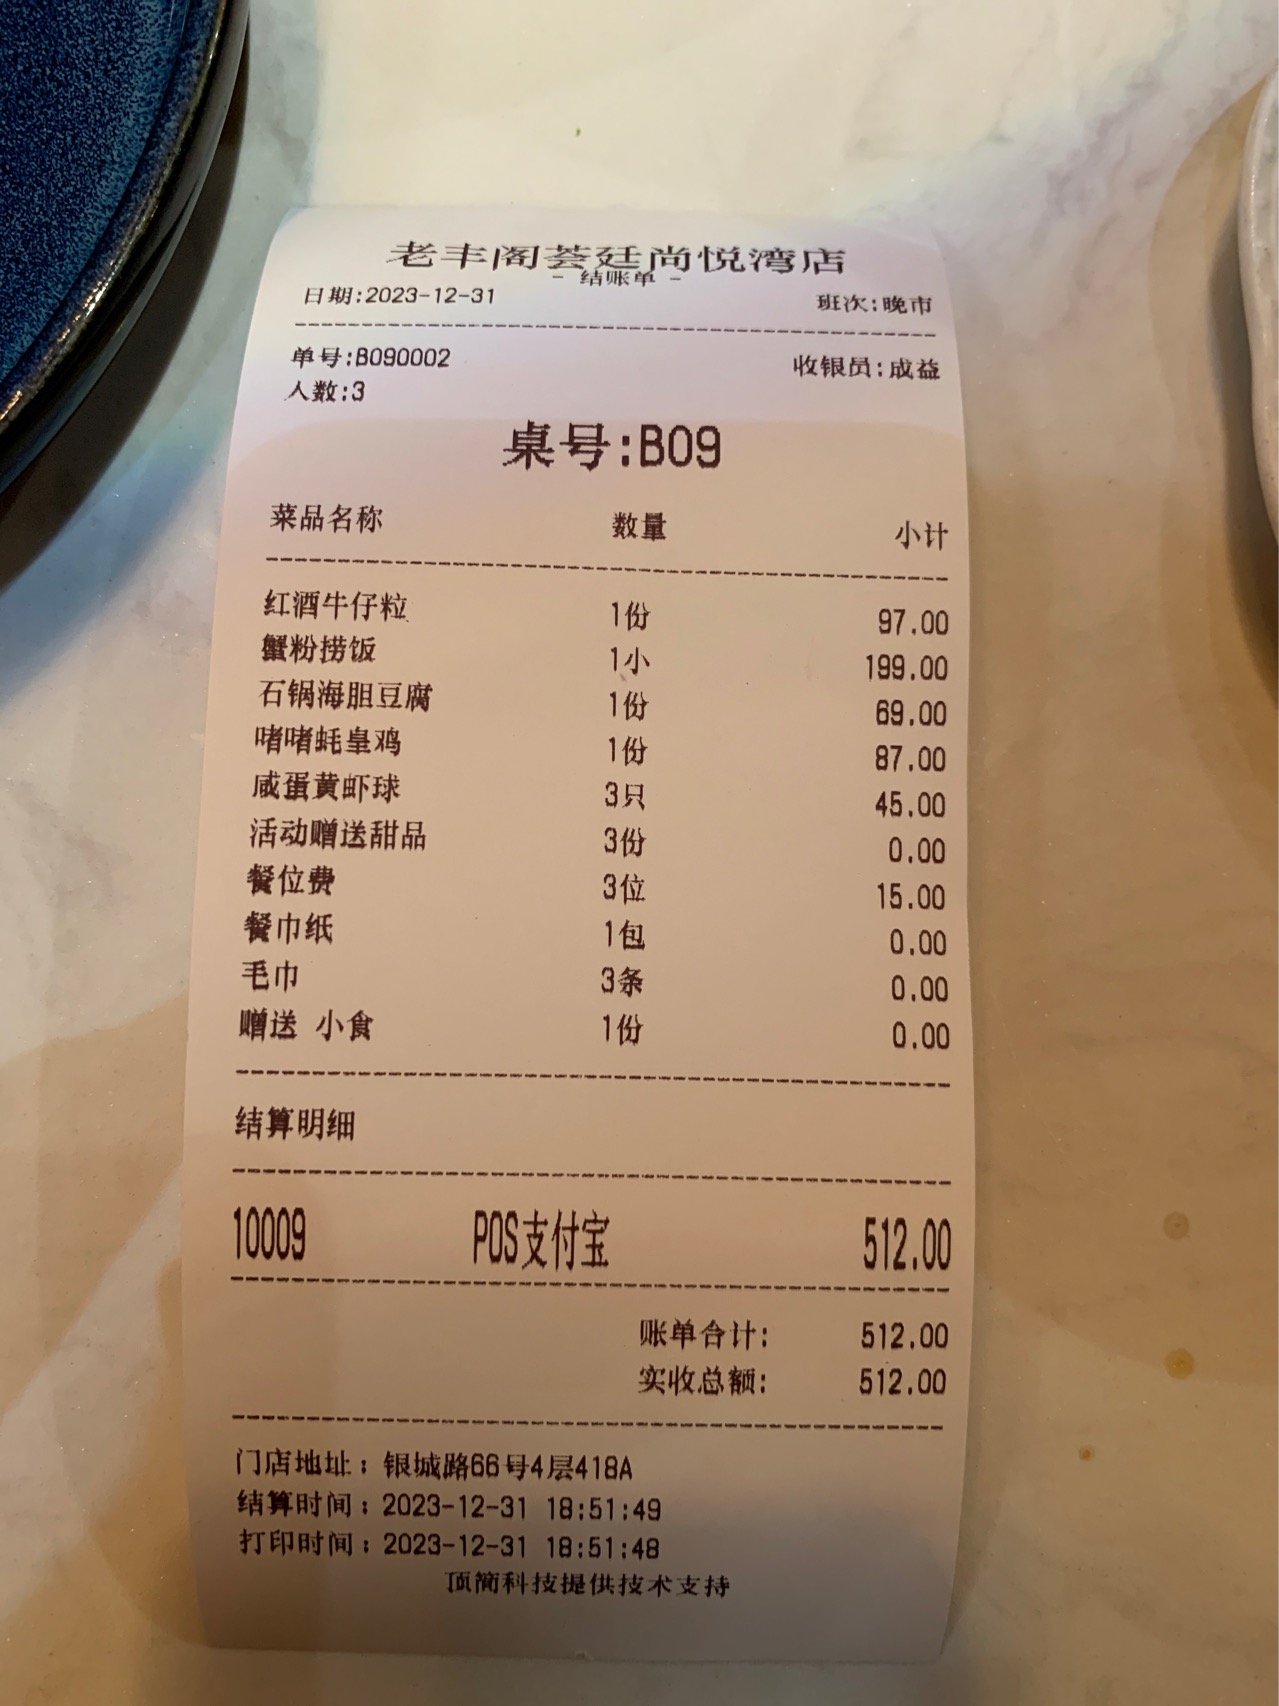 老丰阁荟廷尚悦湾店
- 结账单 -
日期:2023-12-31 班次:晚市
单号:B090002 收银员:成益
人数:3
桌号:B09
菜品名称 数量 小计
红酒牛仔粒 1份 97.00
蟹粉捞饭 1小 199.00
石锅海胆豆腐 1份 69.00
啫啫蚝皇鸡 1份 87.00
咸蛋黄虾球 3只 45.00
活动赠送甜品 3份 0.00
餐位费 3位 15.00
餐巾纸 1包 0.00
毛巾 3条 0.00
赠送 小食 1份 0.00
结算明细
10009 POS支付宝 512.00
账单合计: 512.00
实收总额: 512.00
门店地址：银城路66号4层418A
结算时间：2023-12-31 18:51:49
打印时间：2023-12-31 18:51:48
顶简科技提供技术支持